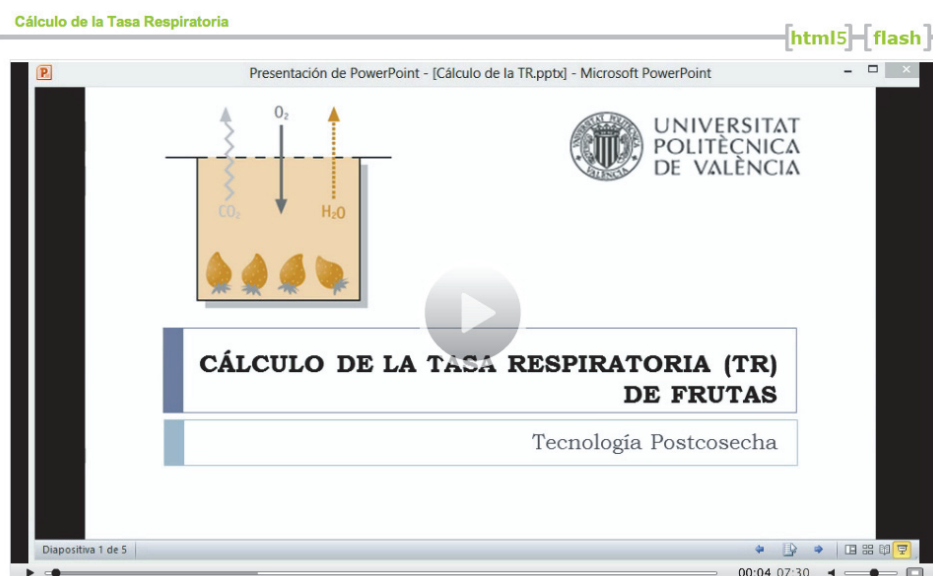 Cálculo de la Tasa Respiratoria
[html5] [flash]
Presentación de PowerPoint - [Cálculo de la TR.pptx] - Microsoft PowerPoint
O₂
CO₂
H₂O
UNIVERSITAT
POLITÈCNICA
DE VALÈNCIA
CÁLCULO DE LA TASA RESPIRATORIA (TR)
DE FRUTAS
Tecnología Postcosecha
Diapositiva 1 de 5
00:04 07:30